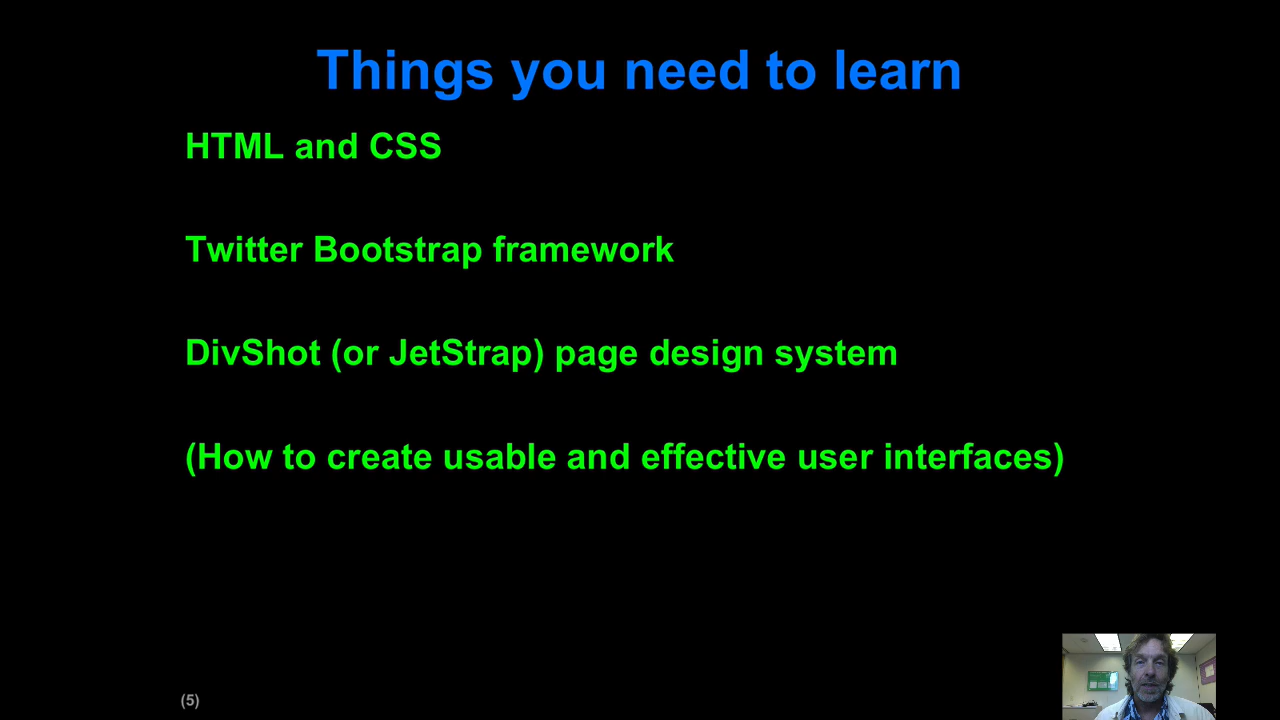 Things you need to learn
HTML and CSS
Twitter Bootstrap framework
DivShot (or JetStrap) page design system
(How to create usable and effective user interfaces)
(5)